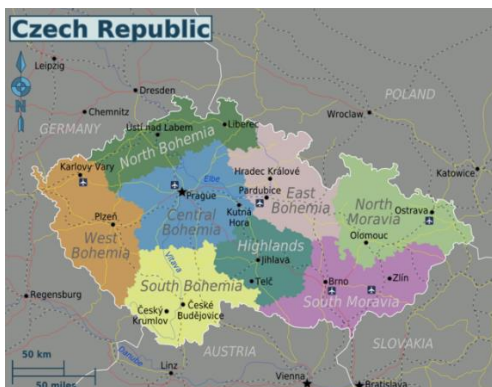 Czech Republic
Leipzig
Dresden
POLAND
Chemnitz
Wroclaw
GERMANY
Ústí nad Labem
Liberec
North Bohemia
N
Katowice
Karlovy Vary
Elbe
Hradec Králové
Prague
Pardubice
East
Bohemia
North
Moravia
Ostrava
Plzeň
Central
Bohemia
Kutná
Hora
West
Bohemia
Highlands
Olomouc
Vltava
Jihlava
South Bohemia
Telč
Brno
Zlín
Regensburg
South Moravia
Český
Krumlov
České
Budějovice
50 km
Danube
AUSTRIA
SLOVAKIA
Linz
50 miles
Vienna
Bratislava